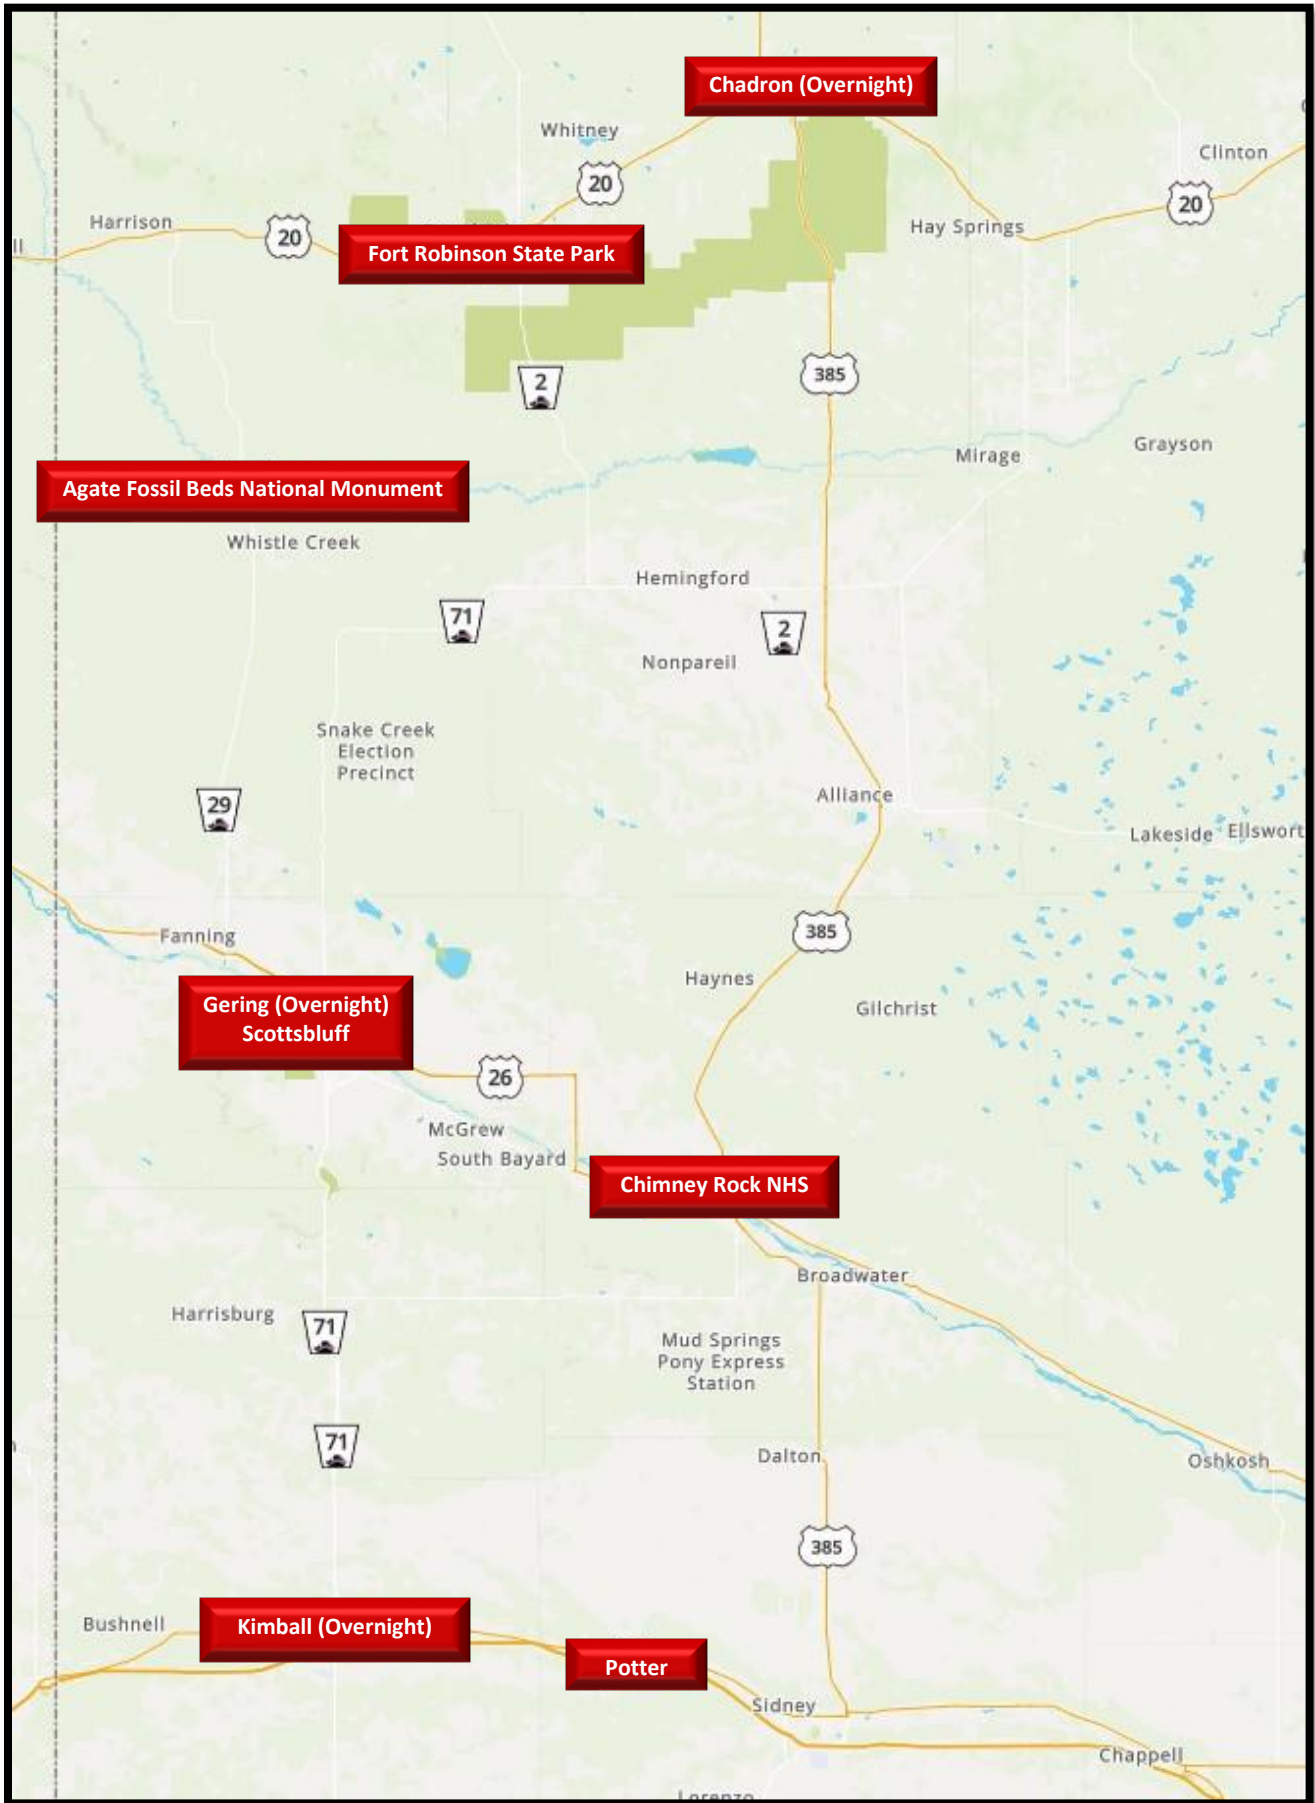 Chadron (Overnight)
Whitney
Clinton
20
20
Harrison
20
Hay Springs
ll
Fort Robinson State Park
385
2
Grayson
Mirage
Agate Fossil Beds National Monument
Whistle Creek
Hemingford
71
2
Nonpareil
Snake Creek
Election
Precinct
29
Alliance
Lakeside
Ellswort
Fanning
385
Haynes
Gering (Overnight)
Scottsbluff
Gilchrist
26
McGrew
South Bayard
Chimney Rock NHS
Broadwater
Harrisburg
71
Mud Springs
Pony Express
Station
71
Dalton
Oshkosh
385
Bushnell
Kimball (Overnight)
Potter
Sidney
Chappell
Lorenzo